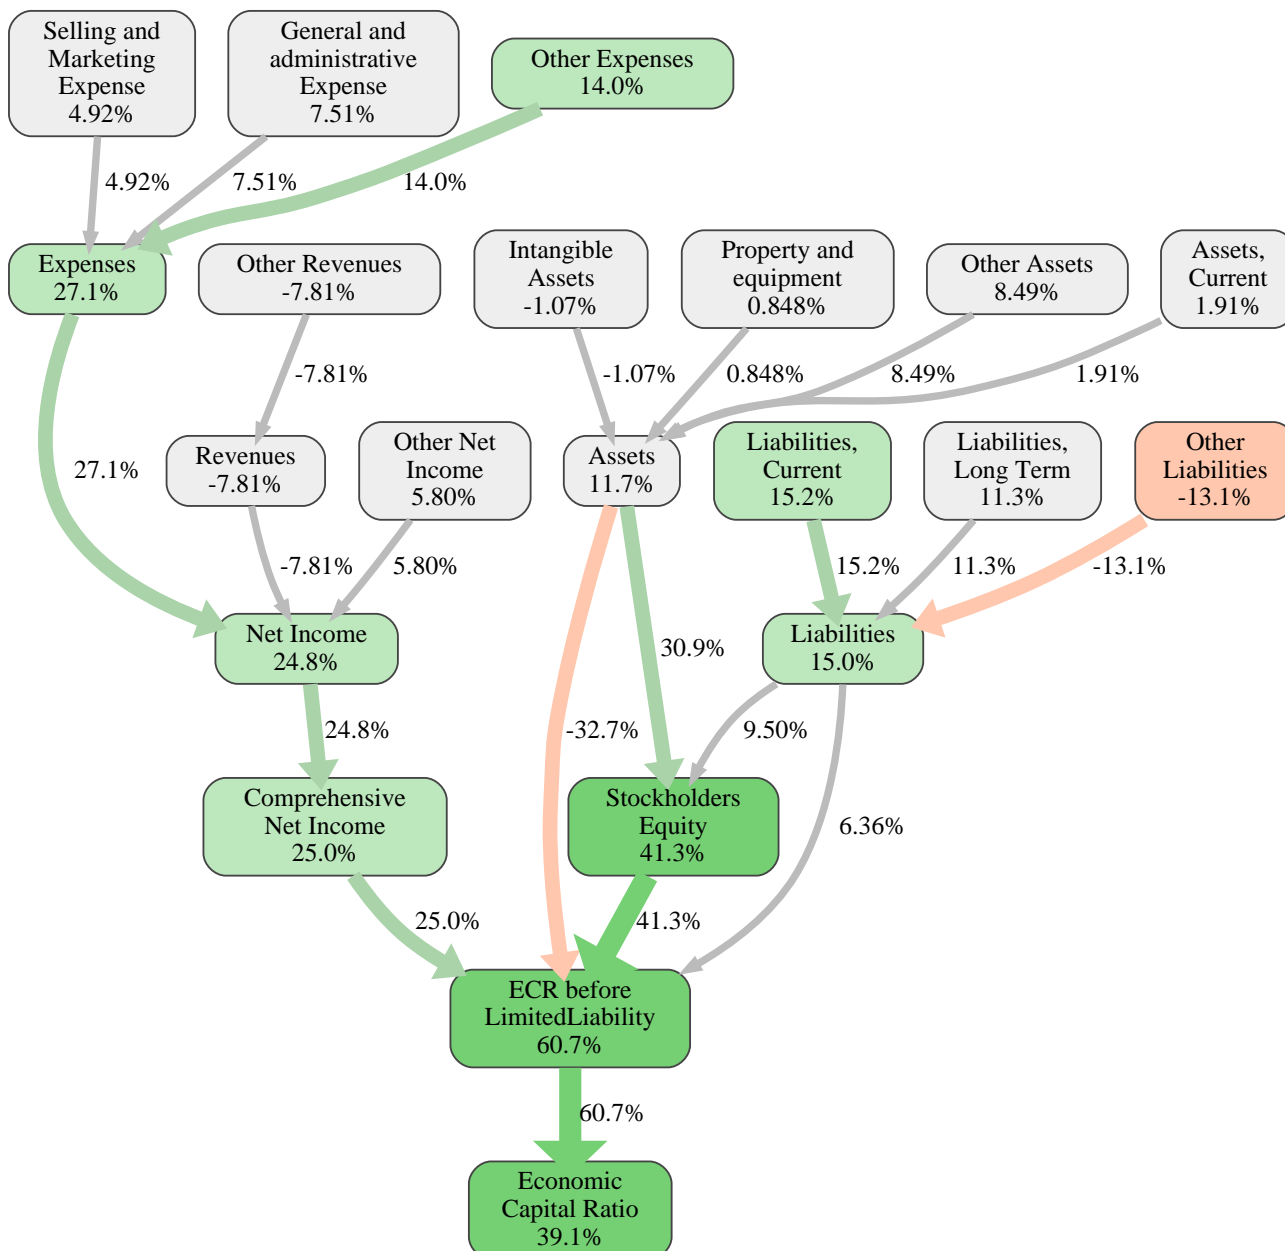 Selling and
Marketing
Expense
4.92%
General and
administrative
Expense
7.51%
Other Expenses
14.0%
4.92%
7.51%
14.0%
Expenses
27.1%
Other Revenues
-7.81%
Intangible
Assets
-1.07%
Property and
equipment
0.848%
Other Assets
8.49%
Assets,
Current
1.91%
-7.81%
-1.07%
0.848%
8.49%
1.91%
27.1%
Revenues
-7.81%
Other Net
Income
5.80%
Assets
11.7%
Liabilities,
Current
15.2%
Liabilities,
Long Term
11.3%
Other
Liabilities
-13.1%
-7.81%
5.80%
15.2%
11.3%
-13.1%
Net Income
24.8%
30.9%
Liabilities
15.0%
24.8%
-32.7%
9.50%
Comprehensive
Net Income
25.0%
Stockholders
Equity
41.3%
6.36%
25.0%
41.3%
ECR before
LimitedLiability
60.7%
60.7%
Economic
Capital Ratio
39.1%